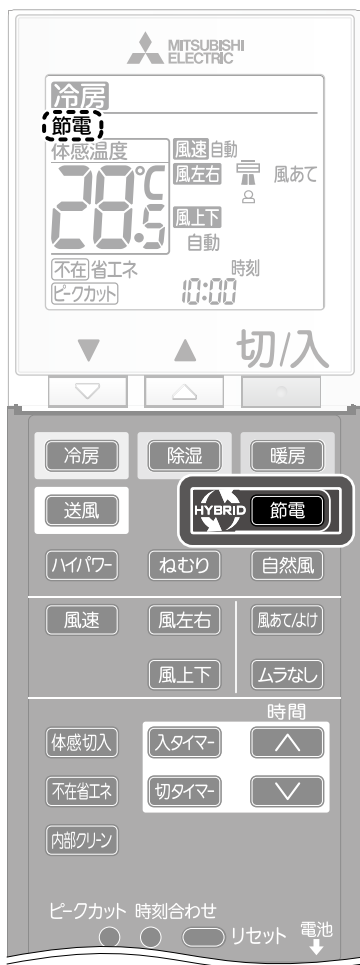 MITSUBISHI
ELECTRIC
冷房
節電
体感温度
28.5℃
風速 自動
風左右 風あて
風上下
自動
不在 省エネ
ピークカット
時刻
10:00
▼ ▲ 切/入
▽ △
冷房 除湿 暖房
送風 HYBRID 節電
ハイパワー ねむり 自然風
風速 風左右 風あて/よけ
風上下 ムラなし
時間
体感切入 入タイマー ∧
不在省エネ 切タイマー ∨
内部クリーン
ピークカット 時刻合わせ
リセット 電池